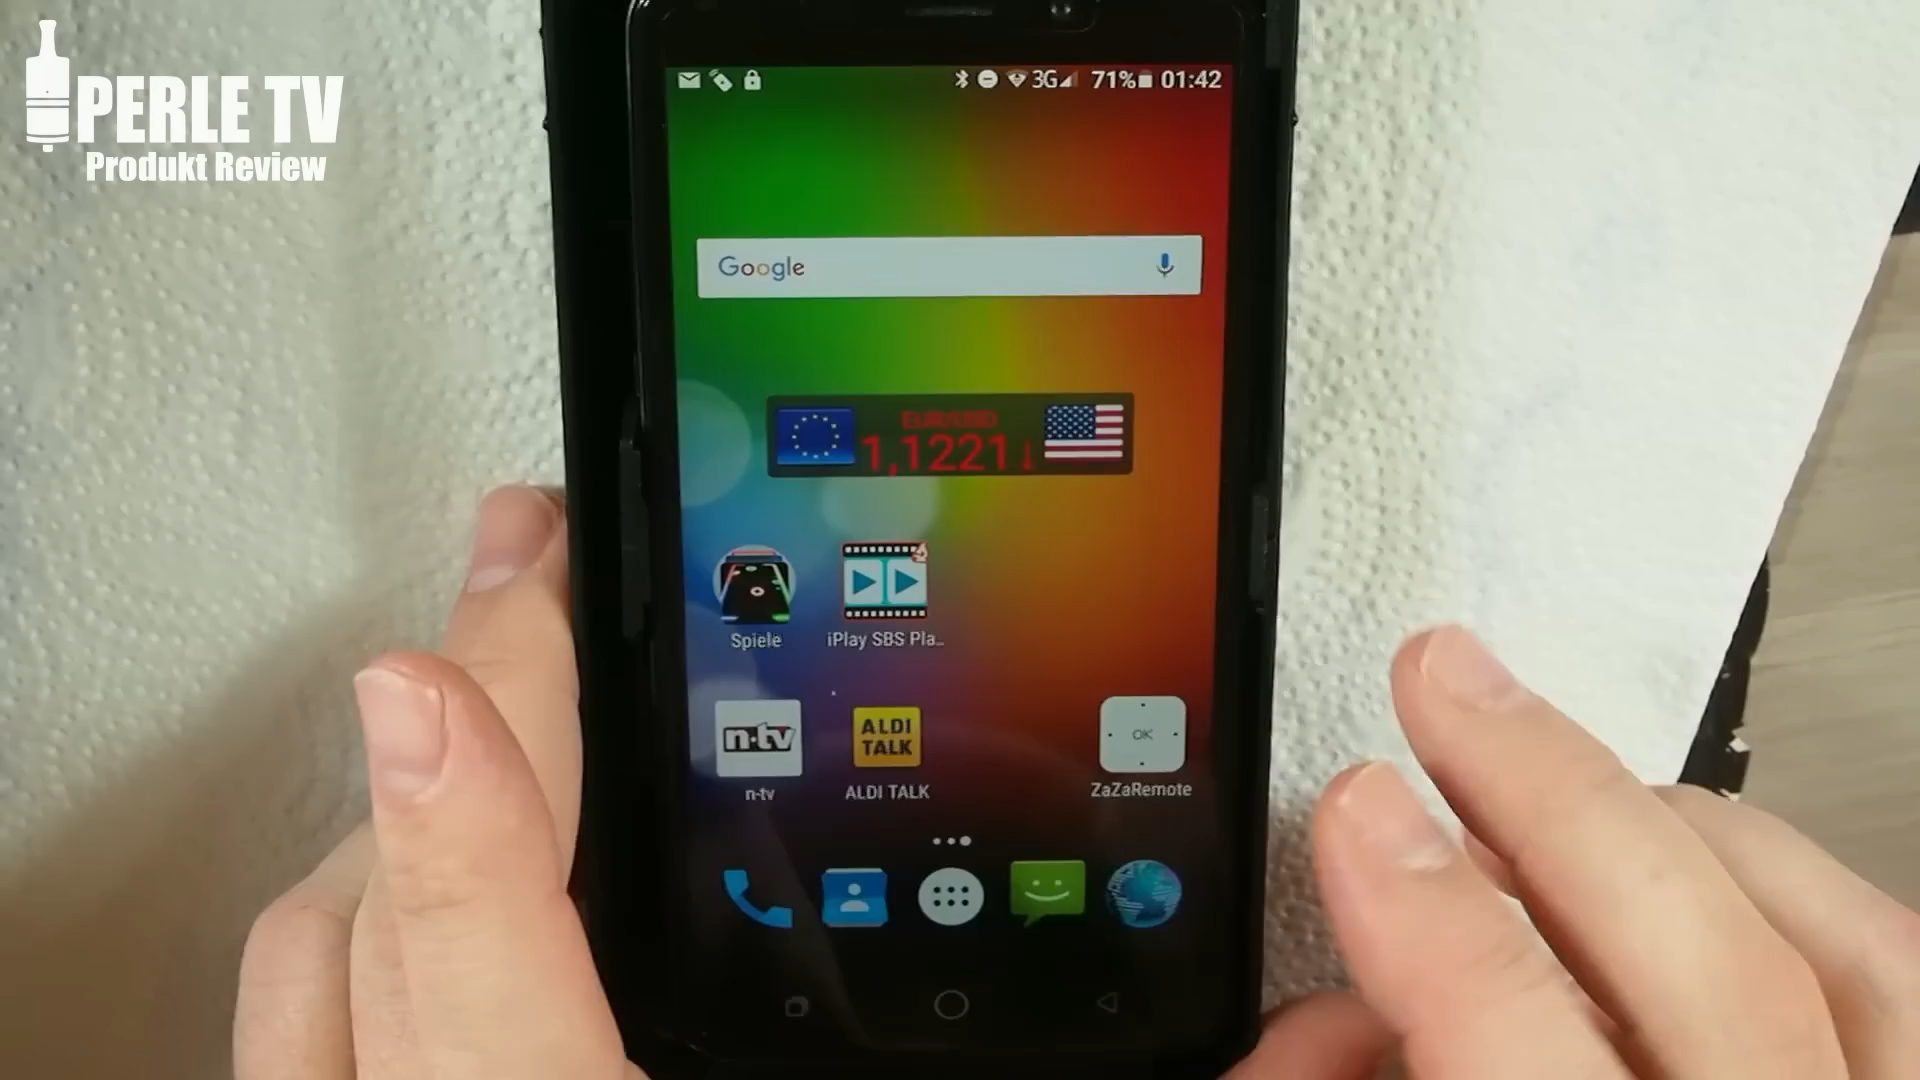 PERLE TV
Produkt Review
3G 71% 01:42
Google
EUR/USD
1,1221↓
Spiele
iPlay SBS Pla...
n-tv
ALDI
TALK
OK
n-tv
ALDI TALK
ZaZaRemote